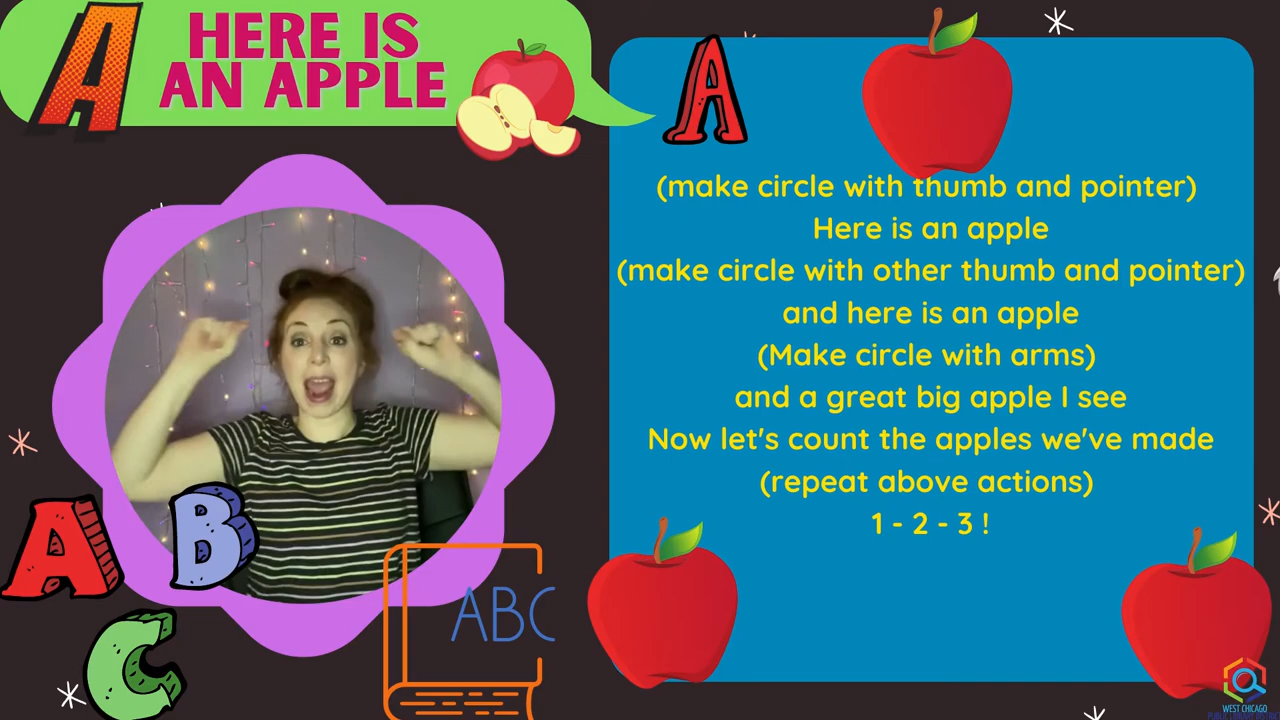 A
HERE IS
AN APPLE
A
(make circle with thumb and pointer)
Here is an apple
(make circle with other thumb and pointer)
and here is an apple
(Make circle with arms)
and a great big apple I see
Now let's count the apples we've made
(repeat above actions)
1 - 2 - 3 !
A B
C
ABC
WEST CHICAGO